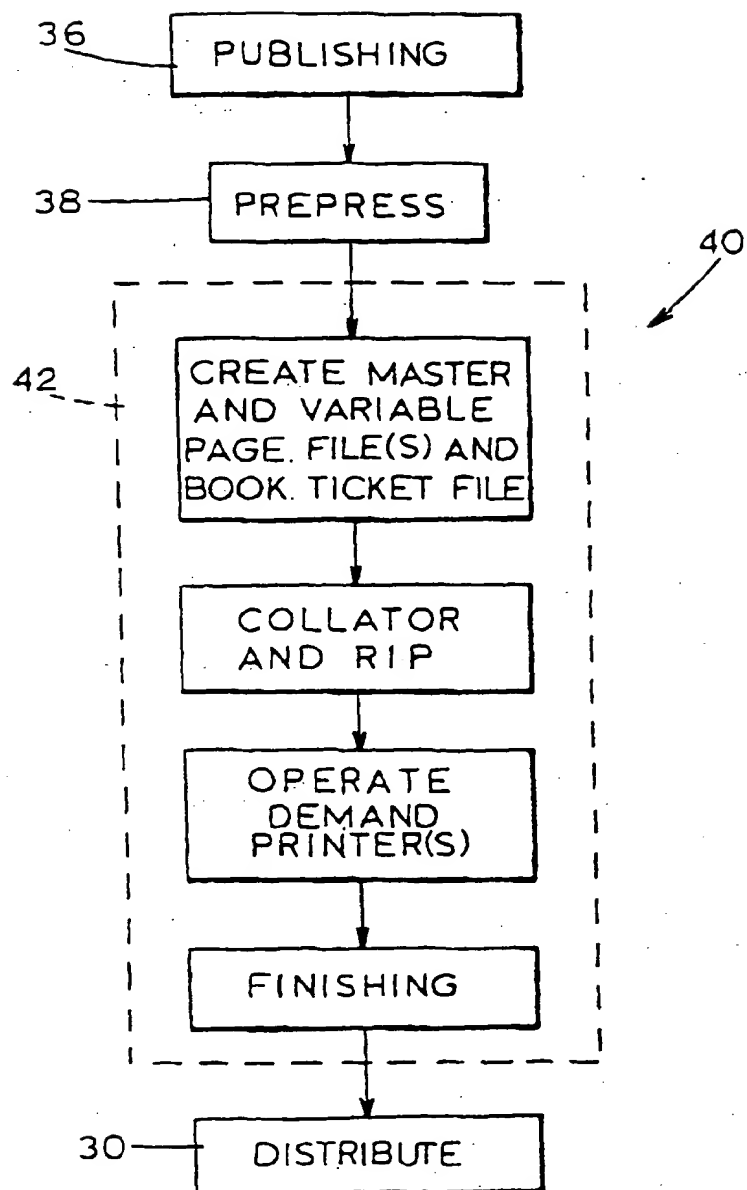 36
PUBLISHING
38
PREPRESS
40
42
CREATE MASTER
AND VARIABLE
PAGE. FILE(S) AND
BOOK. TICKET FILE
COLLATOR
AND RIP
OPERATE
DEMAND
PRINTER(S)
FINISHING
30
DISTRIBUTE